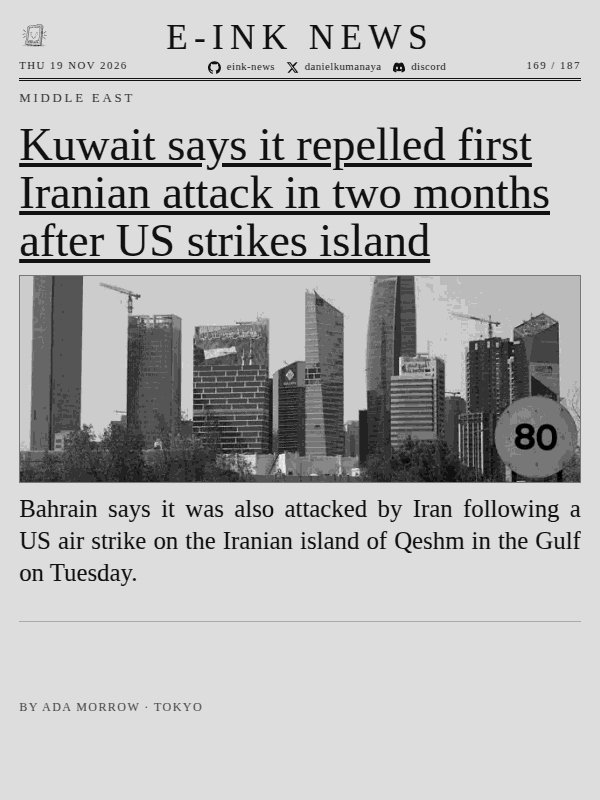 E-INK NEWS
THU 19 NOV 2026
eink-news
danielkumanaya
discord
169 / 187
MIDDLE EAST
Kuwait says it repelled first
Iranian attack in two months
after US strikes island
80
Bahrain says it was also attacked by Iran following a
US air strike on the Iranian island of Qeshm in the Gulf
on Tuesday.
BY ADA MORROW · TOKYO